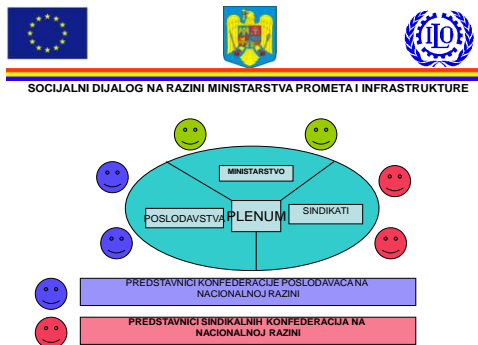 ILO
SOCIJALNI DIJALOG NA RAZINI MINISTARSTVA PROMETA I INFRASTRUKTURE
MINISTARSTVO
POSLODAVSTVA
PLENUM
SINDIKATI
PREDSTAVNICI KONFEDERACIJE POSLODAVACA NA
NACIONALNOJ RAZINI
PREDSTAVNICI SINDIKALNIH KONFEDERACIJA NA
NACIONALNOJ RAZINI